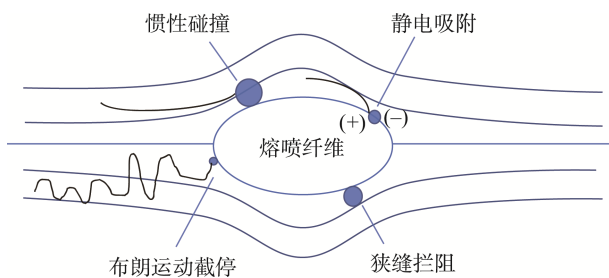 惯性碰撞
静电吸附
(+)
(−)
熔喷纤维
布朗运动截停
狭缝拦阻